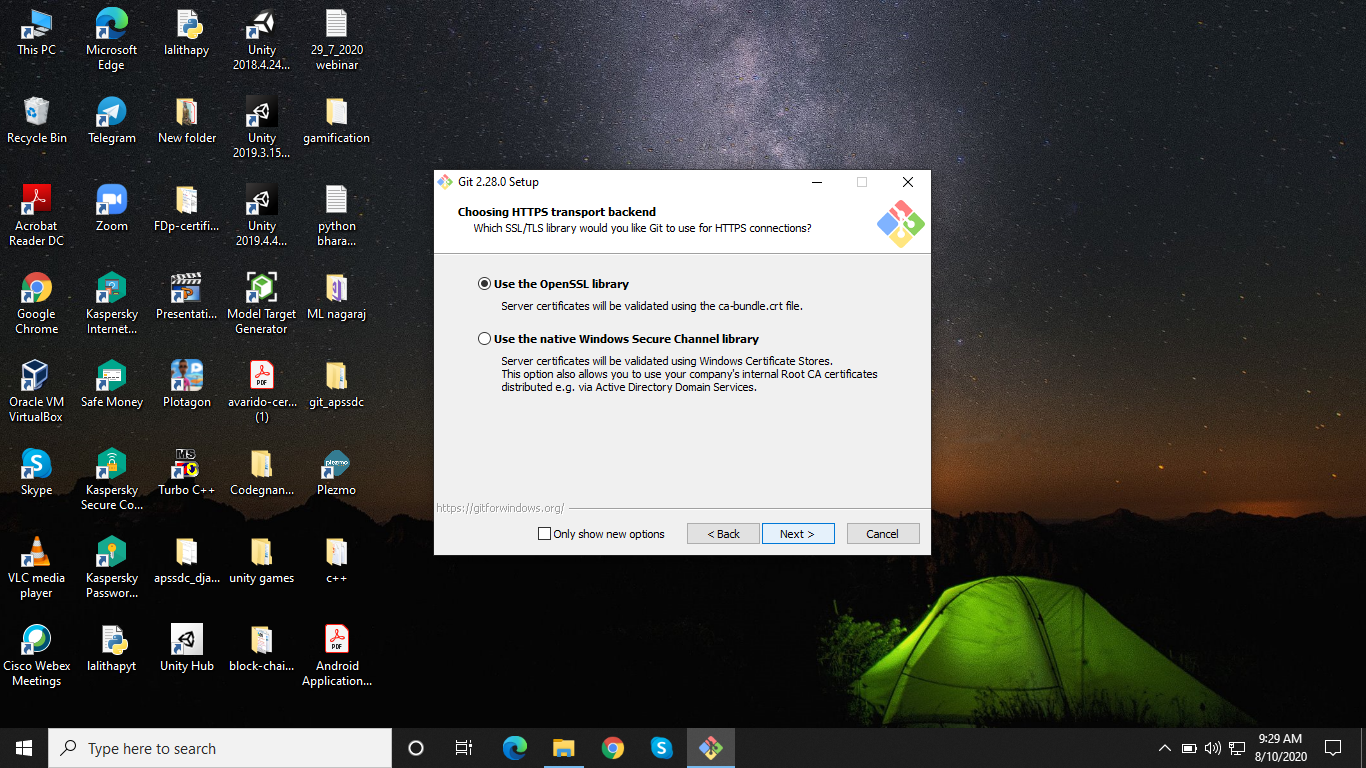 This PC
Microsoft
Edge
lalithapy
Unity
2018.4.24...
29_7_2020
webinar
Recycle Bin
Telegram
New folder
Unity
2019.3.15...
gamification
Acrobat
Reader DC
Zoom
FDp-certifi...
Unity
2019.4.4...
python
bhara...
Google
Chrome
Kaspersky
Internet...
Presentati...
Model Target
Generator
ML nagaraj
Oracle VM
VirtualBox
Safe Money
Plotagon
PDF
avarido-cer...
(1)
git_apssdc
Skype
Kaspersky
Secure Co...
MS
Turbo C++
Codegnan...
plezmo
Plezmo
VLC media
player
Kaspersky
Passwor...
apssdc_dja...
unity games
c++
Cisco Webex
Meetings
lalithapyt
Unity Hub
block-chai...
PDF
Android
Application...
Git 2.28.0 Setup
Choosing HTTPS transport backend
Which SSL/TLS library would you like Git to use for HTTPS connections?
Use the OpenSSL library
Server certificates will be validated using the ca-bundle.crt file.
Use the native Windows Secure Channel library
Server certificates will be validated using Windows Certificate Stores.
This option also allows you to use your company's internal Root CA certificates
distributed e.g. via Active Directory Domain Services.
https://gitforwindows.org/
Only show new options
< Back
Next >
Cancel
Type here to search
9:29 AM
8/10/2020